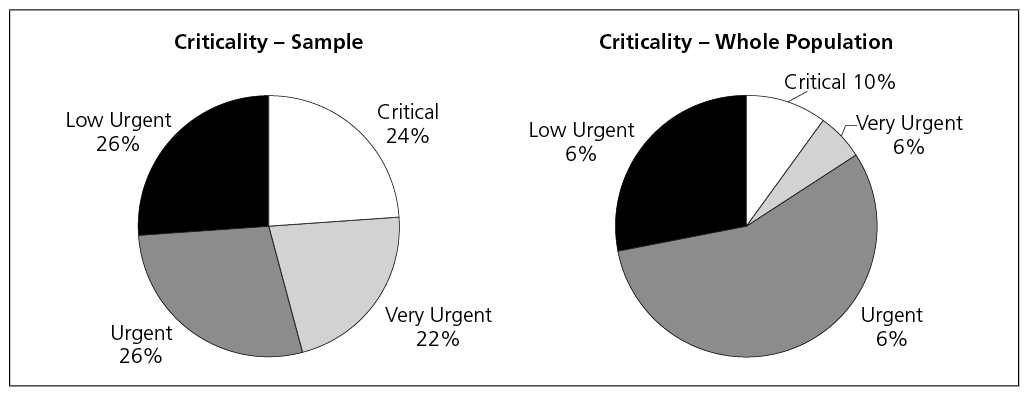 Criticality – Sample
Low Urgent
26%
Critical
24%
Urgent
26%
Very Urgent
22%
Criticality – Whole Population
Critical 10%
Low Urgent
6%
Very Urgent
6%
Urgent
6%